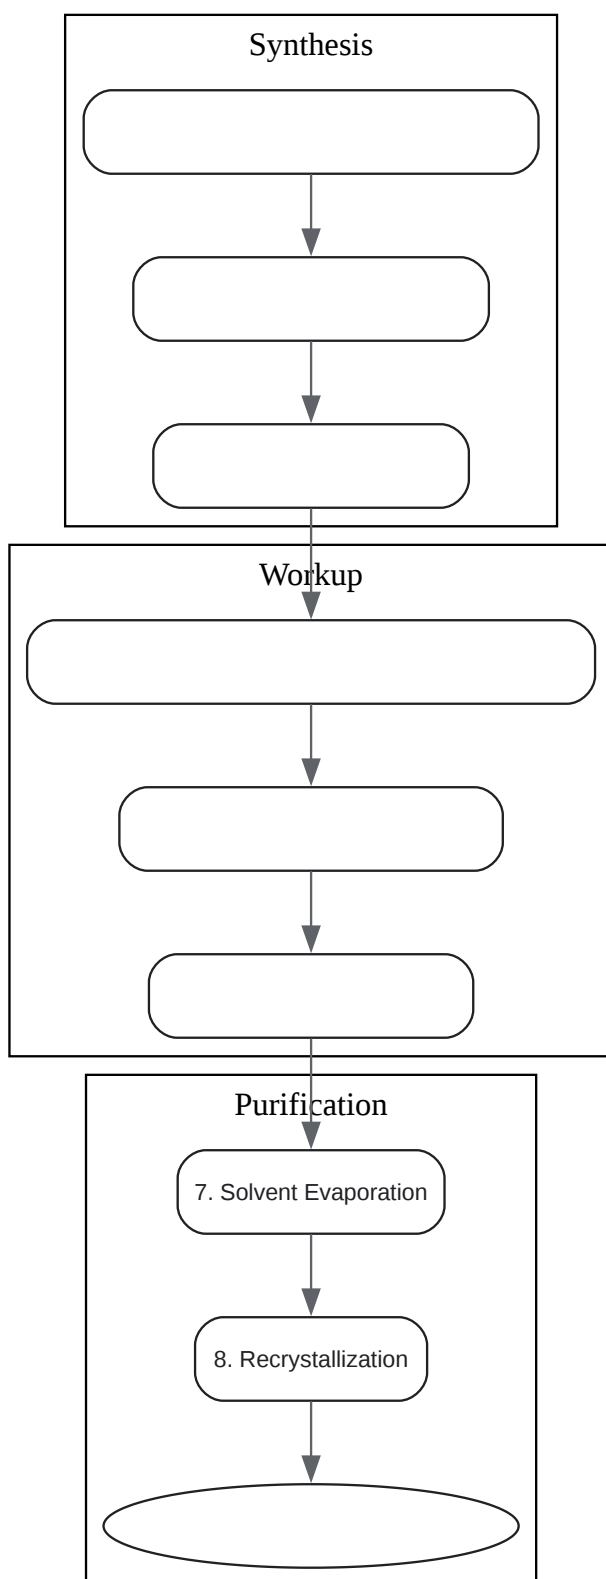 Synthesis
Workup
Purification
7. Solvent Evaporation
8. Recrystallization